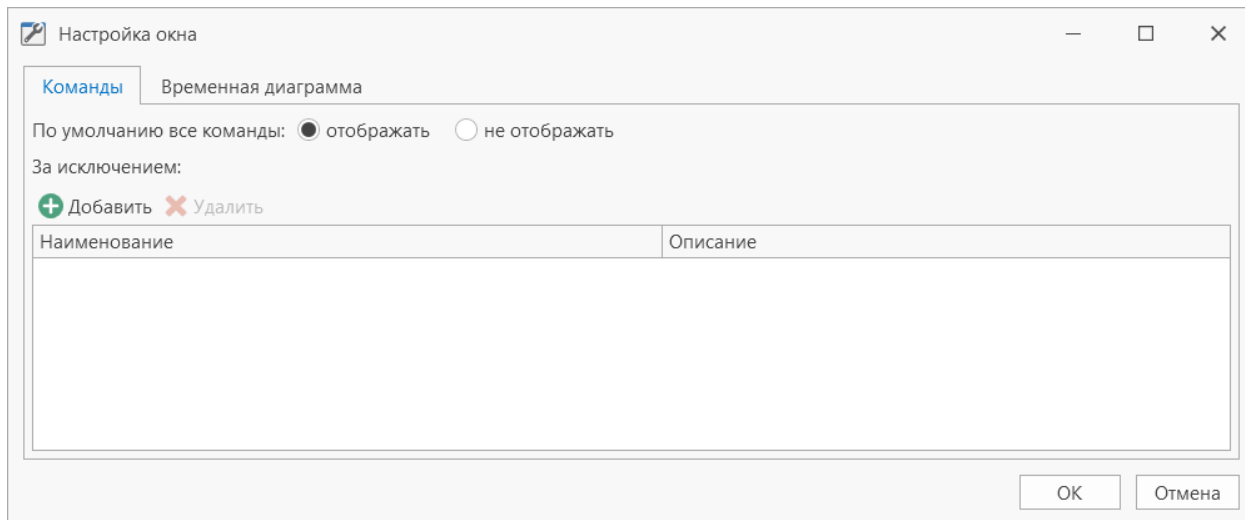 Настройка окна
Команды Временная диаграмма
По умолчанию все команды: отображать не отображать
За исключением:
Добавить Удалить
Наименование Описание
ОК Отмена